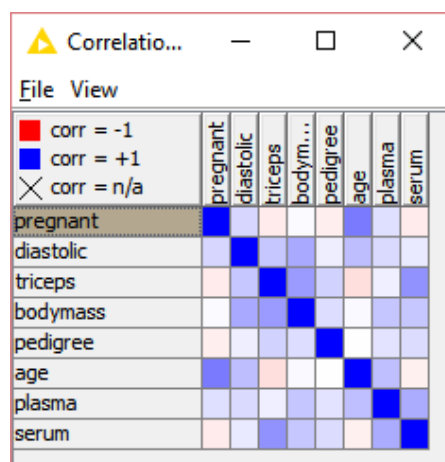 Correlatio...
File View
corr = -1
corr = +1
corr = n/a
pregnant
diastolic
triceps
bodym...
pedigree
age
plasma
serum
pregnant
diastolic
triceps
bodymass
pedigree
age
plasma
serum